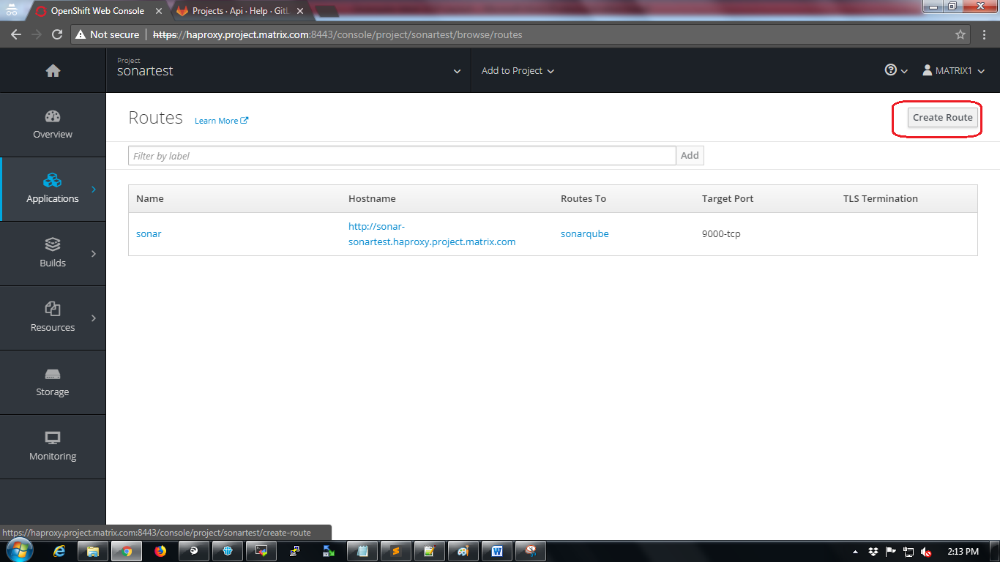 OpenShift Web Console
Projects · Api · Help · GitL
Not secure
https://haproxy.project.matrix.com:8443/console/project/sonartest/browse/routes
Project
sonartest
Add to Project
MATRIX1
Overview
Applications
Builds
Resources
Storage
Monitoring
Routes
Learn More
Create Route
Filter by label
Add
Name
Hostname
Routes To
Target Port
TLS Termination
sonar
http://sonar-
sonartest.haproxy.project.matrix.com
sonarqube
9000-tcp
https://haproxy.project.matrix.com:8443/console/project/sonartest/create-route
2:13 PM